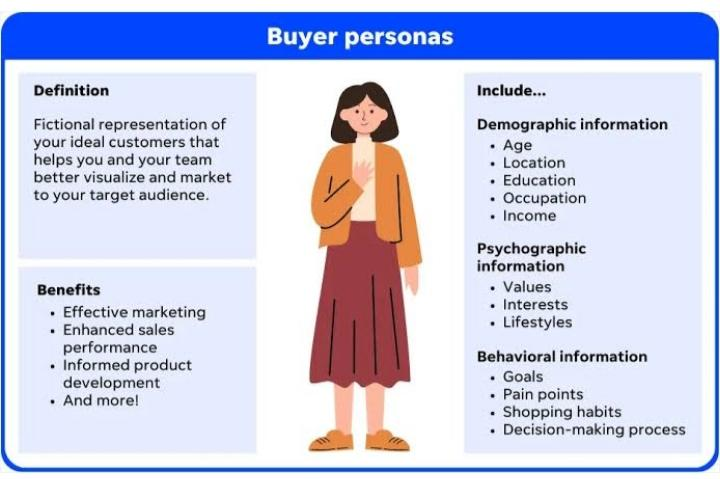 Buyer personas
Definition
Fictional representation of
your ideal customers that
helps you and your team
better visualize and market
to your target audience.
Benefits
• Effective marketing
• Enhanced sales
performance
• Informed product
development
• And more!
Include...
Demographic information
• Age
• Location
• Education
• Occupation
• Income
Psychographic
information
• Values
• Interests
• Lifestyles
Behavioral information
• Goals
• Pain points
• Shopping habits
• Decision-making process